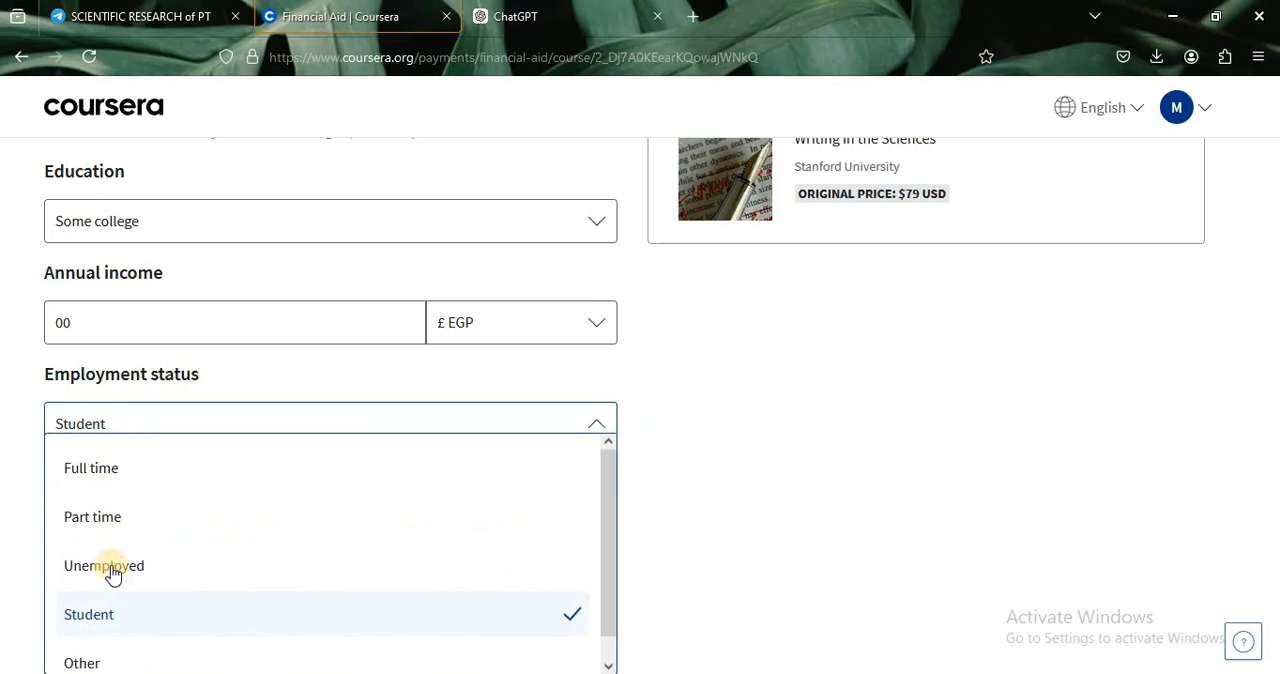 SCIENTIFIC RESEARCH of PT
Financial Aid | Coursera
ChatGPT
https://www.coursera.org/payments/financial-aid/course/2_Dj7A0KEearKQowajWNkQ
coursera
English
M
Writing in the Sciences
Stanford University
ORIGINAL PRICE: $79 USD
Education
Some college
Annual income
00
£ EGP
Employment status
Student
Full time
Part time
Unemployed
Student
Other
Activate Windows
Go to Settings to activate Windows.